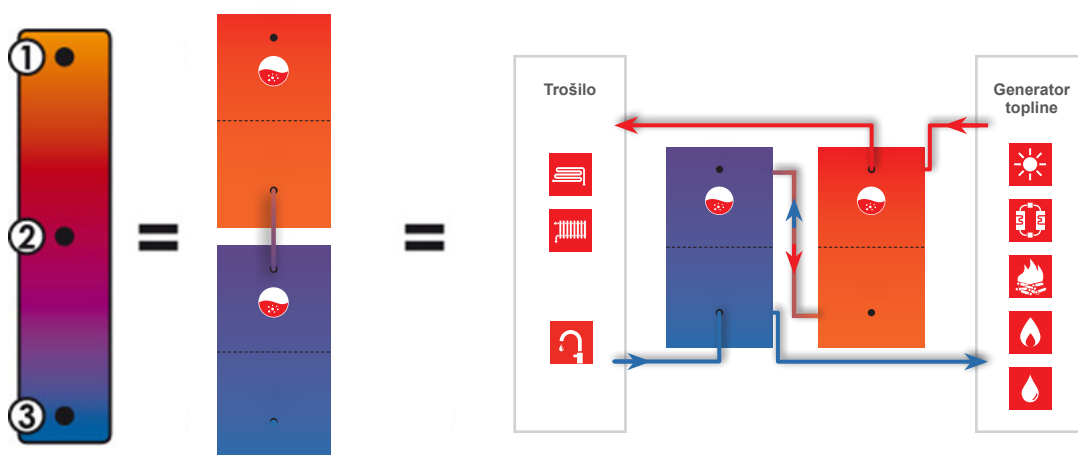 1
2
3
=
=
Trošilo
Generator
topline